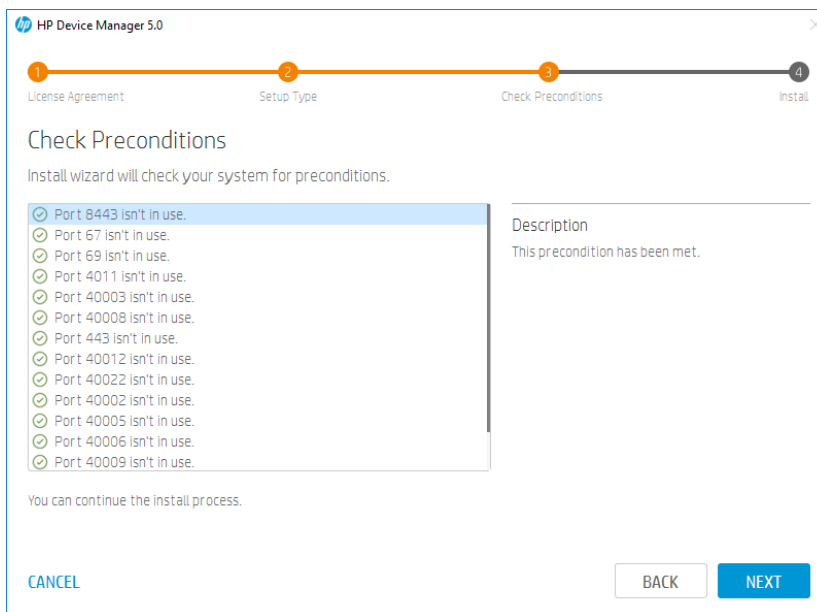 hp HP Device Manager 5.0
1 2 3 4
License Agreement Setup Type Check Preconditions Install
Check Preconditions
Install wizard will check your system for preconditions.
Port 8443 isn't in use.
Port 67 isn't in use.
Port 69 isn't in use.
Port 4011 isn't in use.
Port 40003 isn't in use.
Port 40008 isn't in use.
Port 443 isn't in use.
Port 40012 isn't in use.
Port 40022 isn't in use.
Port 40002 isn't in use.
Port 40005 isn't in use.
Port 40006 isn't in use.
Port 40009 isn't in use.
Description
This precondition has been met.
You can continue the install process.
CANCEL BACK NEXT